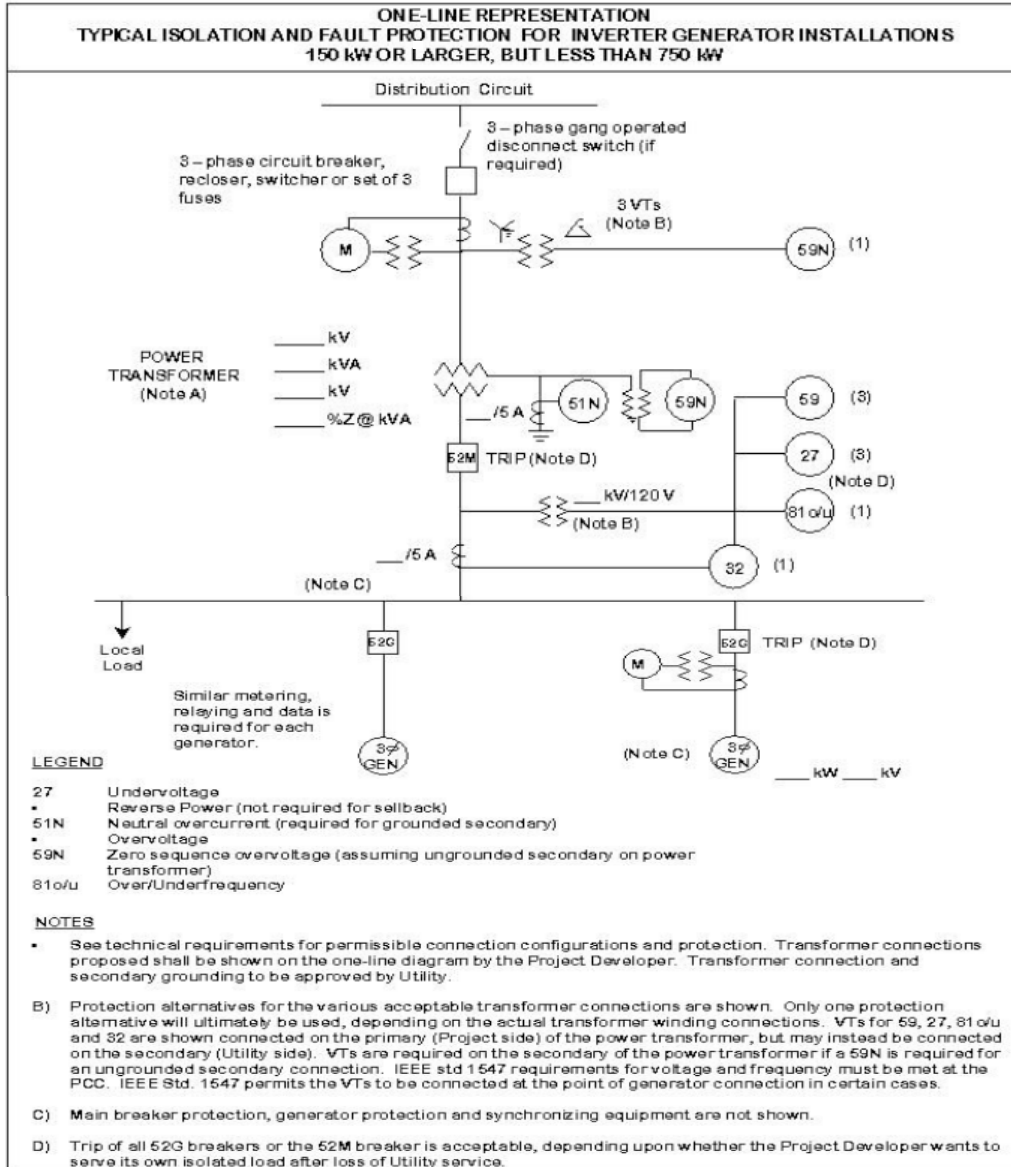 ONE-LINE REPRESENTATION
TYPICAL ISOLATION AND FAULT PROTECTION FOR INVERTER GENERATOR INSTALLATIONS
150 kW OR LARGER, BUT LESS THAN 750 kW
Distribution Circuit
3 – phase gang operated
disconnect switch (if
required)
3 – phase circuit breaker,
recloser, switcher or set of 3
fuses
3 VTs
(Note B)
M
59N
(1)
POWER
TRANSFORMER
(Note A)
____ kV
____ kVA
____ kV
____ %Z @ kVA
___/5 A
51N
59N
59
(3)
27
(3)
(Note D)
52M
TRIP (Note D)
___ kV/120 V
(Note B)
81o/u
(1)
___/5 A
32
(1)
(Note C)
Local
Load
52G
52G
TRIP (Note D)
M
Similar metering,
relaying and data is
required for each
generator.
3φ
GEN
(Note C)
3φ
GEN
____ kW ____ kV
LEGEND
27 Undervoltage
• Reverse Power (not required for sellback)
51N Neutral overcurrent (required for grounded secondary)
• Overvoltage
59N Zero sequence overvoltage (assuming ungrounded secondary on power
transformer)
81o/u Over/Underfrequency
NOTES
• See technical requirements for permissible connection configurations and protection. Transformer connections
proposed shall be shown on the one-line diagram by the Project Developer. Transformer connection and
secondary grounding to be approved by Utility.
B) Protection alternatives for the various acceptable transformer connections are shown. Only one protection
alternative will ultimately be used, depending on the actual transformer winding connections. VTs for 59, 27, 81o/u
and 32 are shown connected on the primary (Project side) of the power transformer, but may instead be connected
on the secondary (Utility side). VTs are required on the secondary of the power transformer if a 59N is required for
an ungrounded secondary connection. IEEE std 1547 requirements for voltage and frequency must be met at the
PCC. IEEE Std. 1547 permits the VTs to be connected at the point of generator connection in certain cases.
C) Main breaker protection, generator protection and synchronizing equipment are not shown.
D) Trip of all 52G breakers or the 52M breaker is acceptable, depending upon whether the Project Developer wants to
serve its own isolated load after loss of Utility service.